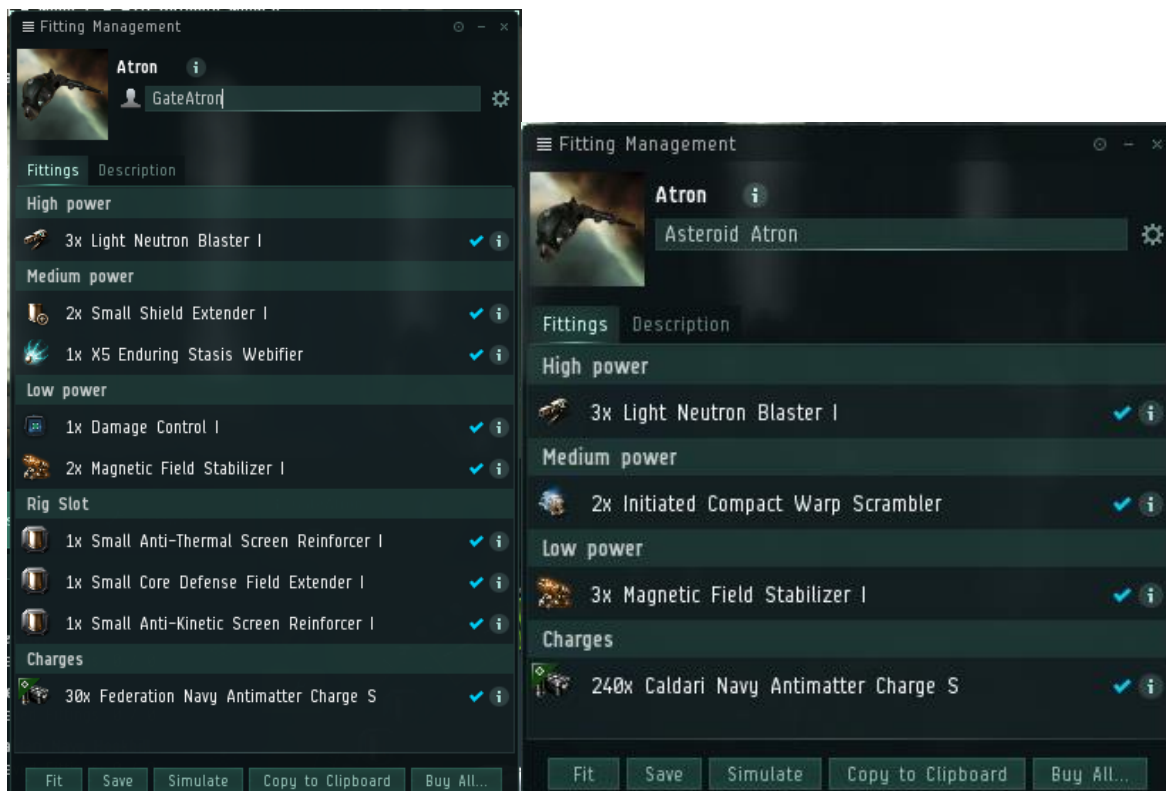 Fitting Management
Atron
GateAtron
Fittings Description
High power
3x Light Neutron Blaster I
Medium power
2x Small Shield Extender I
1x X5 Enduring Stasis Webifier
Low power
1x Damage Control I
2x Magnetic Field Stabilizer I
Rig Slot
1x Small Anti-Thermal Screen Reinforcer I
1x Small Core Defense Field Extender I
1x Small Anti-Kinetic Screen Reinforcer I
Charges
30x Federation Navy Antimatter Charge S
Fit Save Simulate Copy to Clipboard Buy All...
Fitting Management
Atron
Asteroid Atron
Fittings Description
High power
3x Light Neutron Blaster I
Medium power
2x Initiated Compact Warp Scrambler
Low power
3x Magnetic Field Stabilizer I
Charges
240x Caldari Navy Antimatter Charge S
Fit Save Simulate Copy to Clipboard Buy All...